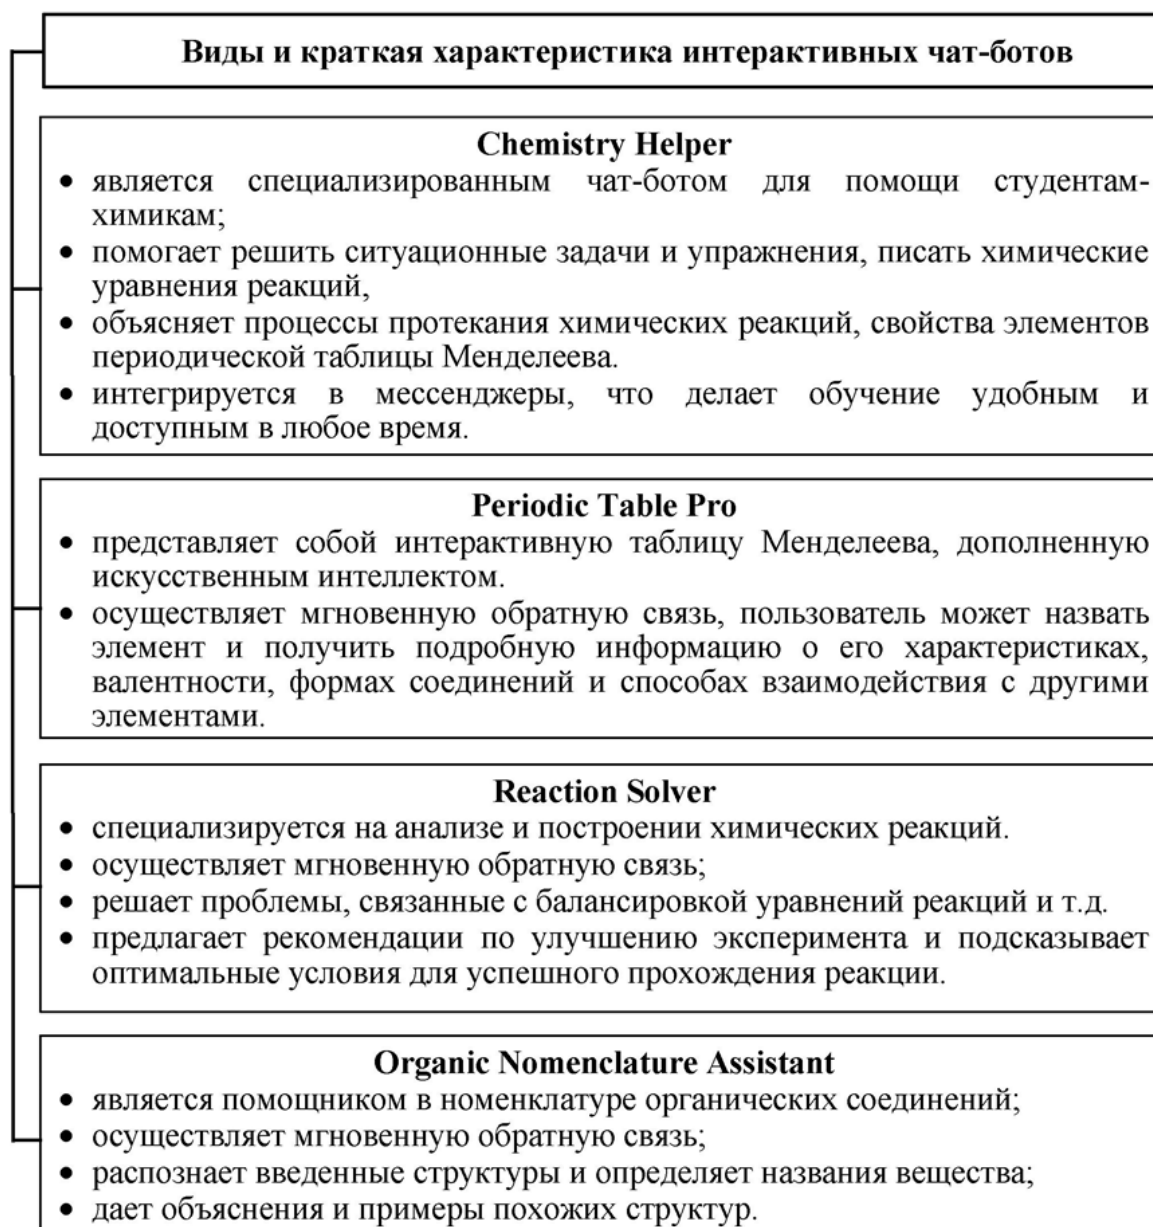 Виды и краткая характеристика интерактивных чат-ботов
Chemistry Helper
• является специализированным чат-ботом для помощи студентам-
химикам;
• помогает решить ситуационные задачи и упражнения, писать химические
уравнения реакций,
• объясняет процессы протекания химических реакций, свойства элементов
периодической таблицы Менделеева.
• интегрируется в мессенджеры, что делает обучение удобным и
доступным в любое время.
Periodic Table Pro
• представляет собой интерактивную таблицу Менделеева, дополненную
искусственным интеллектом.
• осуществляет мгновенную обратную связь, пользователь может назвать
элемент и получить подробную информацию о его характеристиках,
валентности, формах соединений и способах взаимодействия с другими
элементами.
Reaction Solver
• специализируется на анализе и построении химических реакций.
• осуществляет мгновенную обратную связь;
• решает проблемы, связанные с балансировкой уравнений реакций и т.д.
• предлагает рекомендации по улучшению эксперимента и подсказывает
оптимальные условия для успешного прохождения реакции.
Organic Nomenclature Assistant
• является помощником в номенклатуре органических соединений;
• осуществляет мгновенную обратную связь;
• распознает введенные структуры и определяет названия вещества;
• дает объяснения и примеры похожих структур.